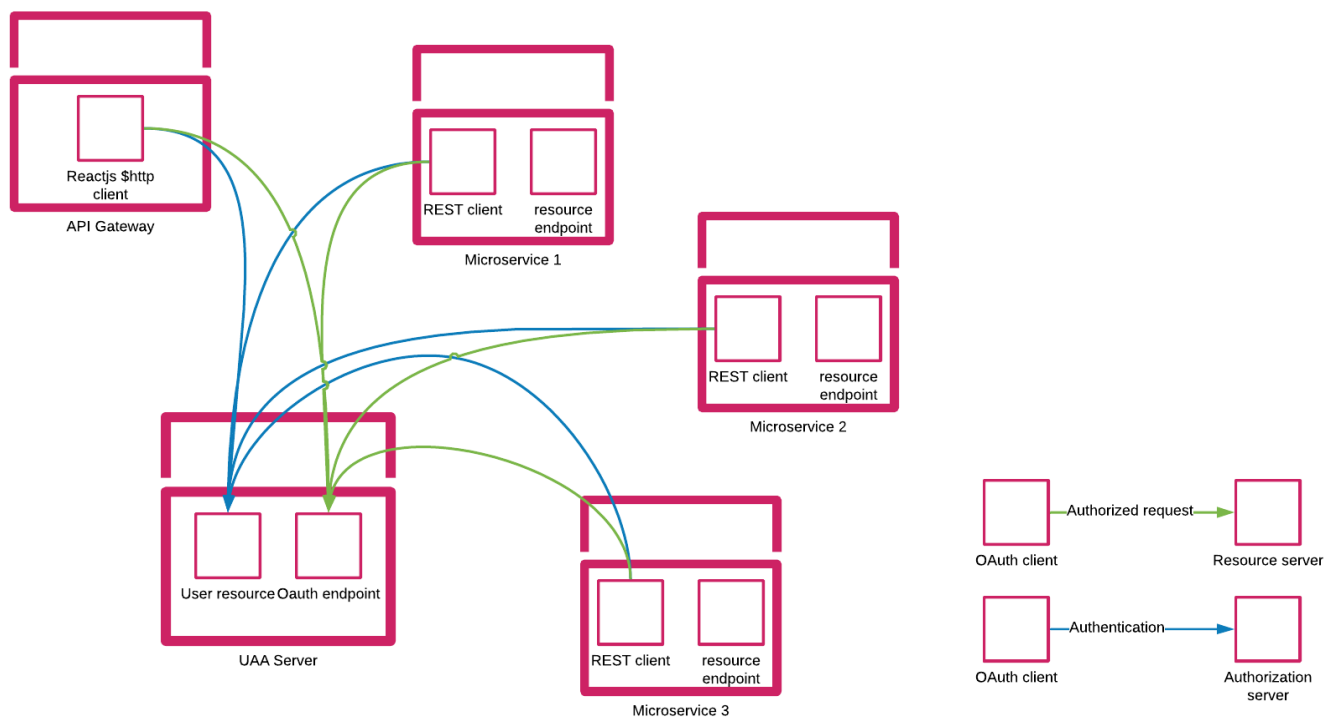 Reactjs $http
client
API Gateway
REST client
resource
endpoint
Microservice 1
REST client
resource
endpoint
Microservice 2
User resource
Oauth endpoint
UAA Server
REST client
resource
endpoint
Microservice 3
Authorized request
OAuth client
Resource server
Authentication
OAuth client
Authorization
server